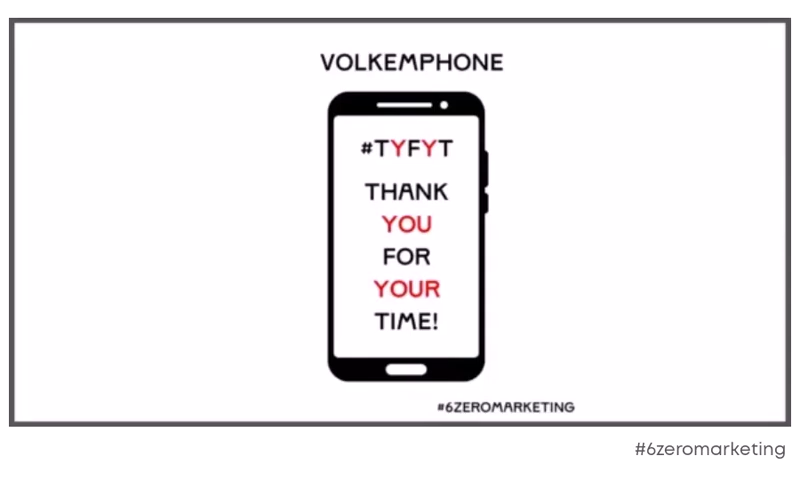 VOLKEMPHONE
#TYFYT
THANK
YOU
FOR
YOUR
TIME!
#6ZEROMARKETING
#6zeromarketing